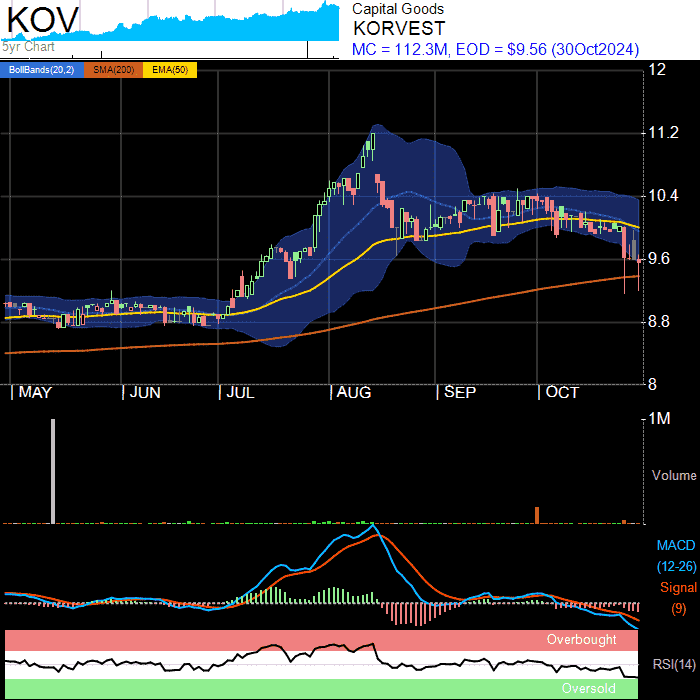 KOV
5yr Chart
Capital Goods
KORVEST
MC = 112.3M, EOD = $9.56 (30Oct2024)
BollBands(20,2) SMA(200) EMA(50)
12
11.2
10.4
9.6
8.8
8
MAY JUN JUL AUG SEP OCT
1M
Volume
MACD
(12-26)
Signal
(9)
Overbought
RSI(14)
Oversold